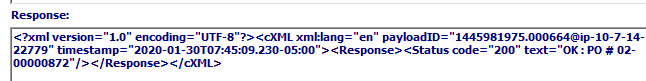 Response:
<?xml version="1.0" encoding="UTF-8"?><cXML xml:lang="en" payloadID="1445981975.000664@ip-10-7-14-
22779" timestamp="2020-01-30T07:45:09.230-05:00"><Response><Status code="200" text="OK : PO # 02-
00000872"/></Response></cXML>